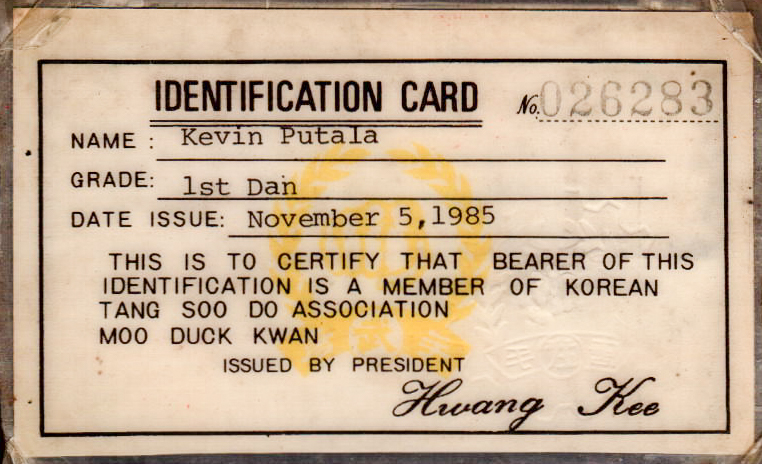 IDENTIFICATION CARD No. 026283
NAME : Kevin Putala
GRADE: 1st Dan
DATE ISSUE: November 5,1985
THIS IS TO CERTIFY THAT BEARER OF THIS
IDENTIFICATION IS A MEMBER OF KOREAN
TANG SOO DO ASSOCIATION
MOO DUCK KWAN
ISSUED BY PRESIDENT
Hwang Kee